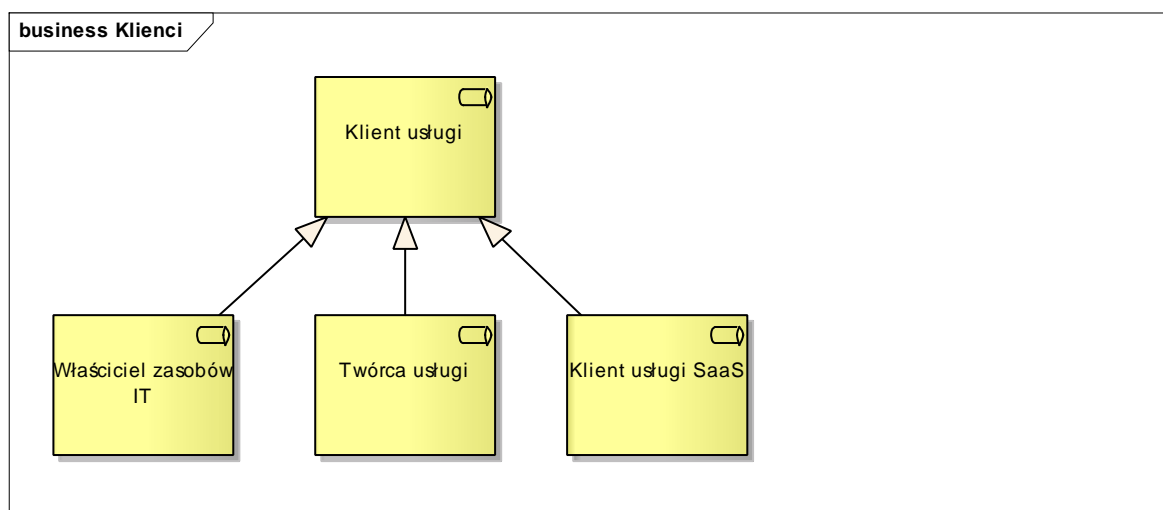 business Klienci
Klient usługi
Właściciel zasobów
IT
Twórca usługi
Klient usługi SaaS